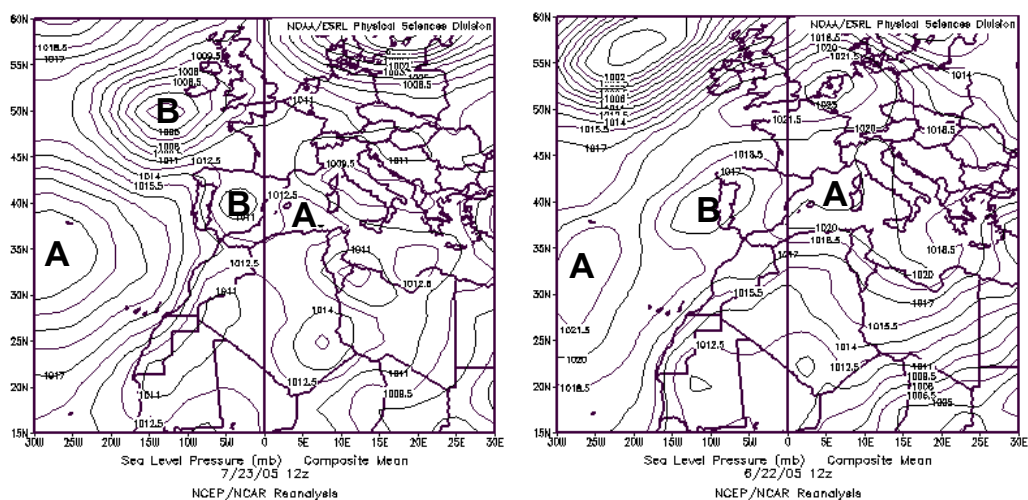 NOAA/ESRL Physical Sciences Division
60N
55N
50N
45N
40N
35N
30N
25N
20N
15N
30W
25W
20W
15W
10W
5W
0
5E
10E
15E
20E
25E
30E
1018.5
1017
1009.5
1008
1002
1008.5
1011
B
1011
1012.5
1014
1015.5
1009.5
1011
1012.5
B
A
A
1011
1012.5
1011
1012.5
1011
1014
1017
1012.5
1011
1011
1012.5
Sea Level Pressure (mb) Composite Mean
7/23/05 12z
NCEP/NCAR Reanalysis
NOAA/ESRL Physical Sciences Division
60N
55N
50N
45N
40N
35N
30N
25N
20N
15N
30W
25W
20W
15W
10W
5W
0
5E
10E
15E
20E
25E
30E
1018.5
1020
1021.5
1014
1002
1014
1015.5
1017
1021.5
1020
1018.5
1018.5
1017
B
A
A
1020
1018.5
1018.5
1017
1020
1015.5
1017
1021.5
1020
1015.5
1012.5
1014
1018.5
1012.5
1011
1006.5
1005
Sea Level Pressure (mb) Composite Mean
6/22/05 12z
NCEP/NCAR Reanalysis